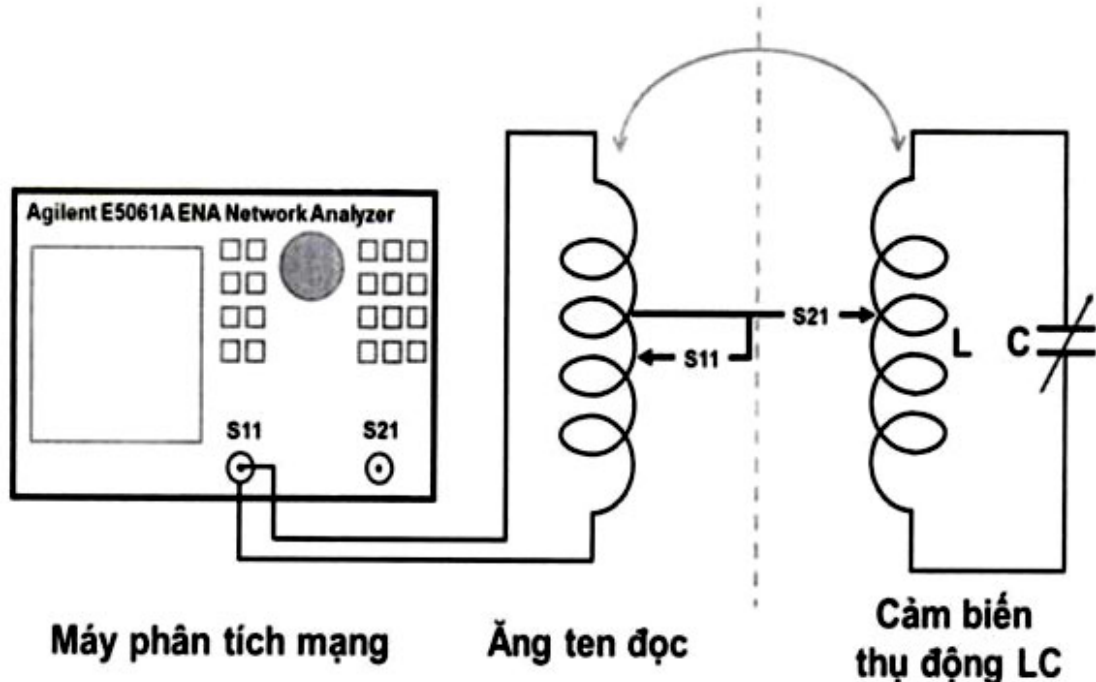 Agilent E5061A ENA Network Analyzer
S11
S21
S21
S11
L
C
Máy phân tích mạng
Ăng ten đọc
Cảm biến
thụ động LC